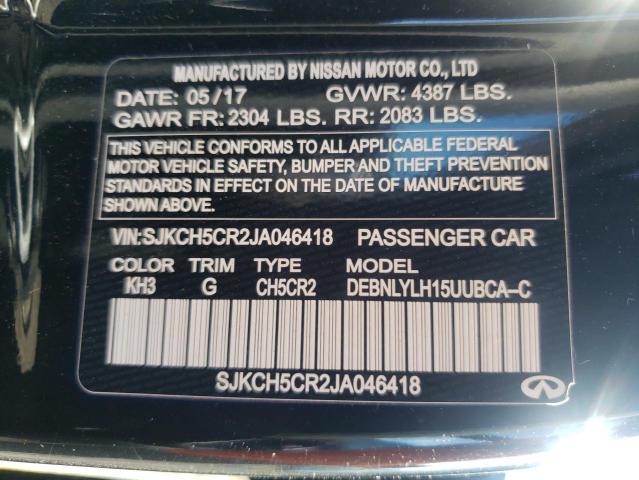 MANUFACTURED BY NISSAN MOTOR CO., LTD
DATE: 05/17 GVWR: 4387 LBS.
GAWR FR: 2304 LBS. RR: 2083 LBS.
THIS VEHICLE CONFORMS TO ALL APPLICABLE FEDERAL
MOTOR VEHICLE SAFETY, BUMPER AND THEFT PREVENTION
STANDARDS IN EFFECT ON THE DATE OF MANUFACTURE
SHOWN ABOVE.
VIN:SJKCH5CR2JA046418 PASSENGER CAR
COLOR TRIM TYPE MODEL
KH3 G CH5CR2 DEBNLYLH15UUBCA-C
SJKCH5CR2JA046418